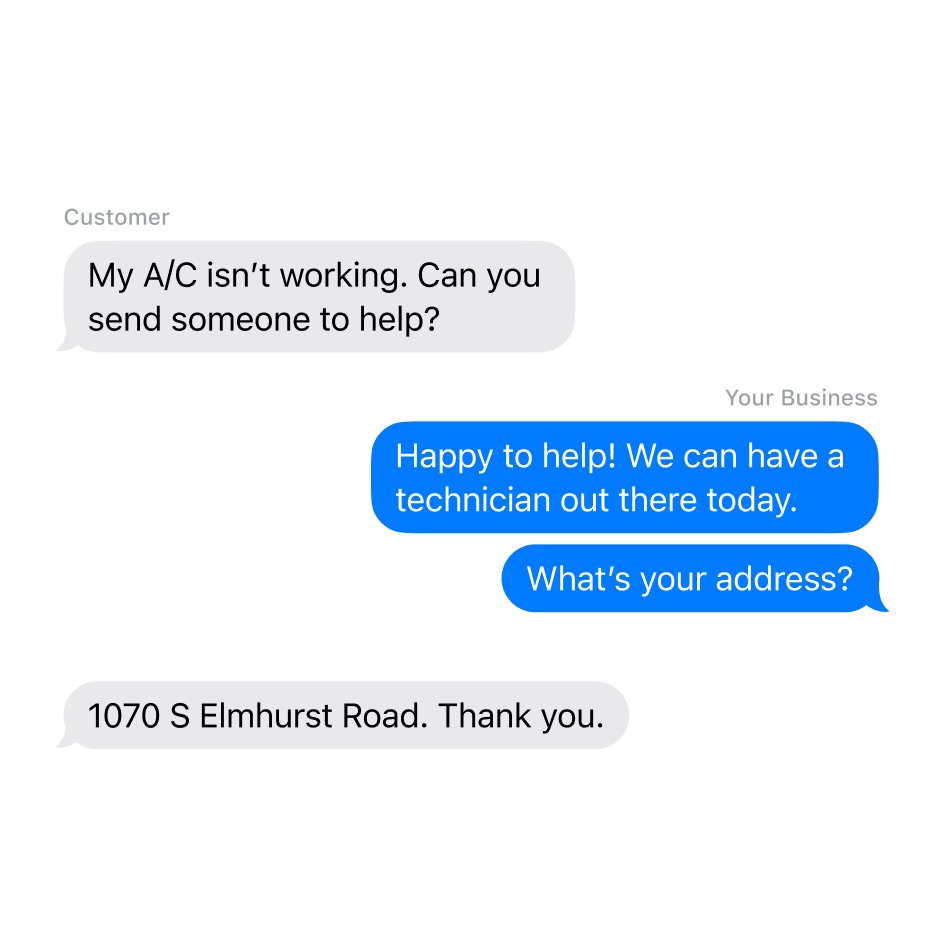 Customer
My A/C isn’t working. Can you
send someone to help?
Your Business
Happy to help! We can have a
technician out there today.
What’s your address?
1070 S Elmhurst Road. Thank you.